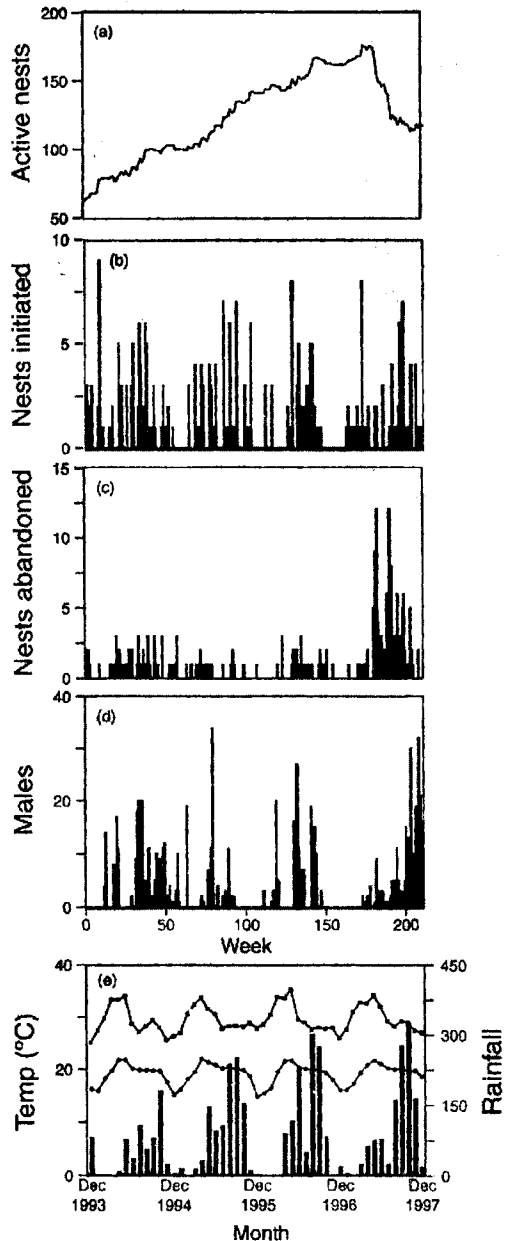 200
(a)
150
100
50
Active nests
10
(b)
5
0
Nests initiated
15
(c)
10
5
0
Nests abandoned
40
(d)
20
0
Males
0 50 100 150 200
Week
40 (e) 450
300
20
150
0 0
Temp (°C)
Rainfall
Dec Dec Dec Dec Dec
1993 1994 1995 1996 1997
Month